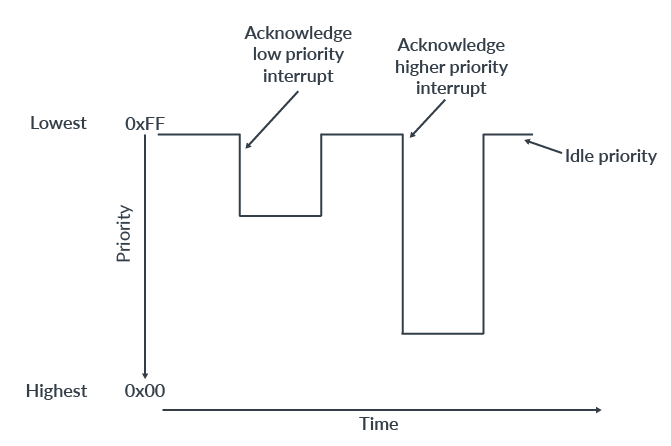 Acknowledge
low priority
interrupt
Acknowledge
higher priority
interrupt
Lowest 0xFF
Idle priority
Priority
Highest 0x00
Time